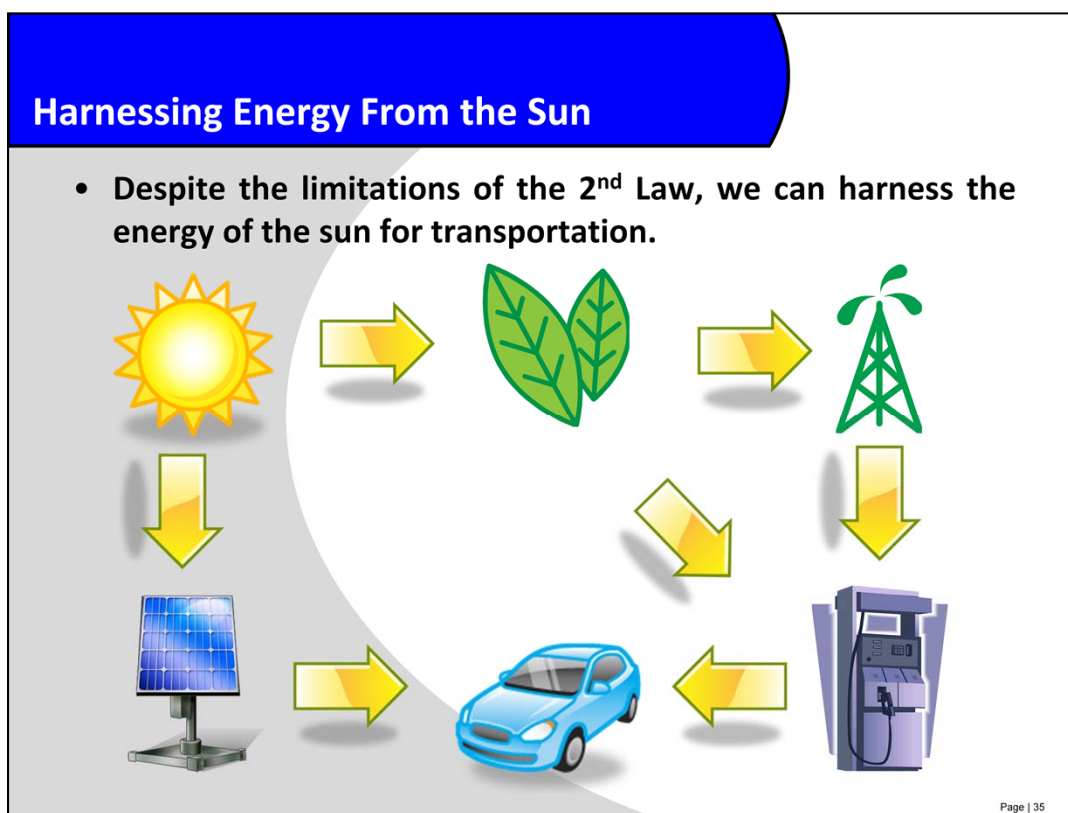 Harnessing Energy From the Sun
• Despite the limitations of the 2nd Law, we can harness the
energy of the sun for transportation.
Page | 35